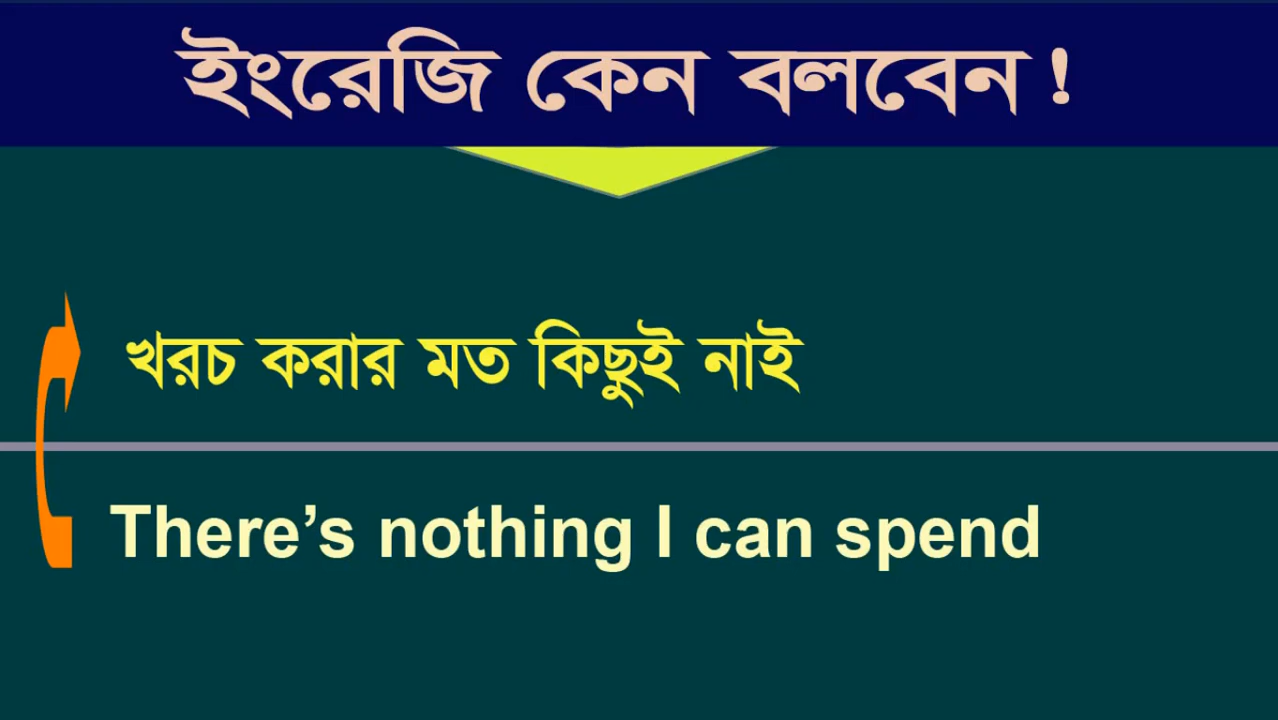 ইংরেজি কেন বলবেন !
খরচ করার মত কিছুই নাই
There’s nothing I can spend